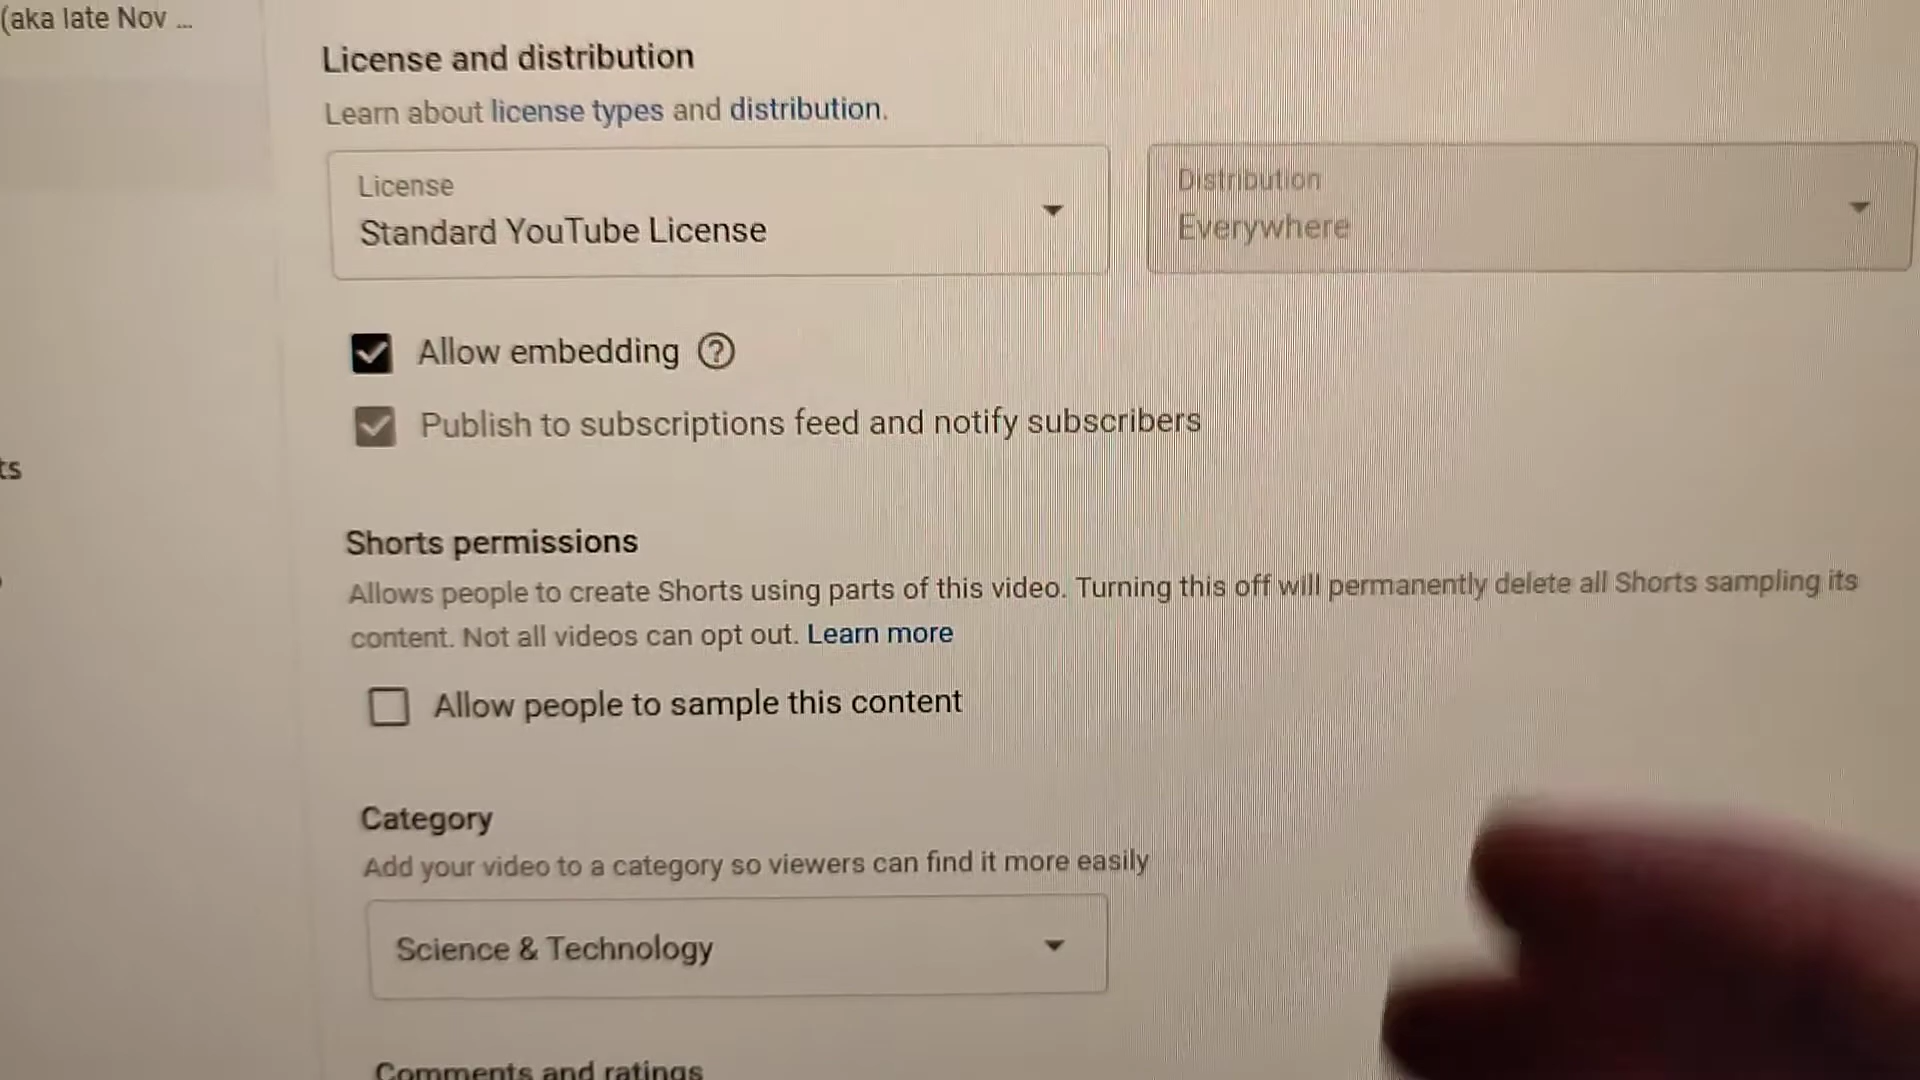 (aka late Nov ...
License and distribution
Learn about license types and distribution.
License
Standard YouTube License
Distribution
Everywhere
Allow embedding
Publish to subscriptions feed and notify subscribers
ts
Shorts permissions
Allows people to create Shorts using parts of this video. Turning this off will permanently delete all Shorts sampling its
content. Not all videos can opt out. Learn more
Allow people to sample this content
Category
Add your video to a category so viewers can find it more easily
Science & Technology
Comments and ratings